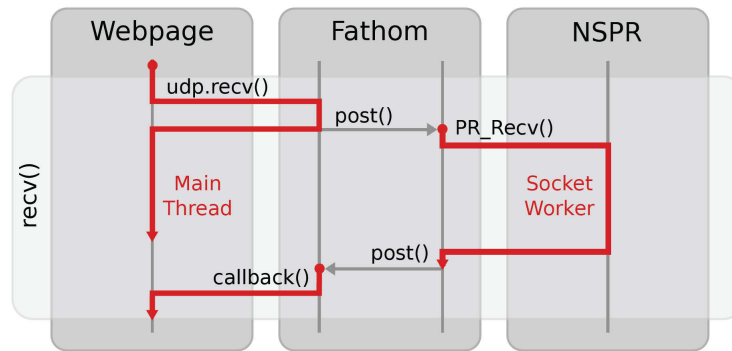 Webpage
Fathom
NSPR
udp.recv()
post()
PR_Recv()
recv()
Main
Thread
Socket
Worker
post()
callback()